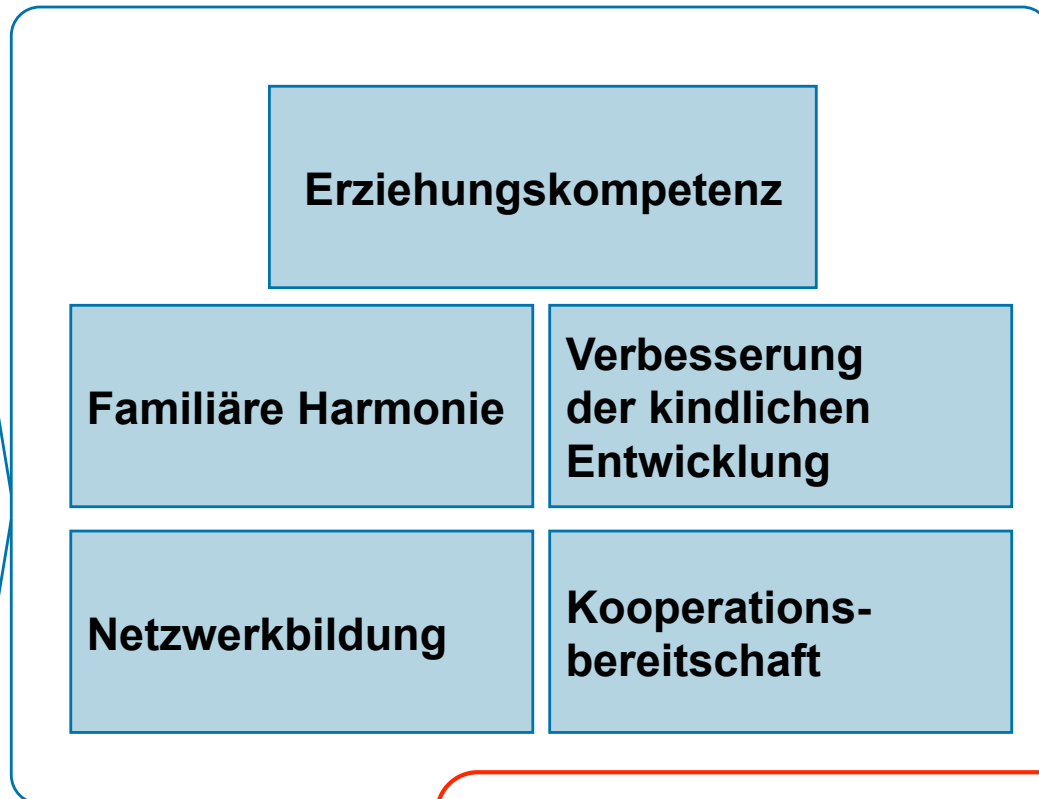 Erziehungskompetenz
Familiäre Harmonie
Verbesserung
der kindlichen
Entwicklung
Netzwerkbildung
Kooperations-
bereitschaft